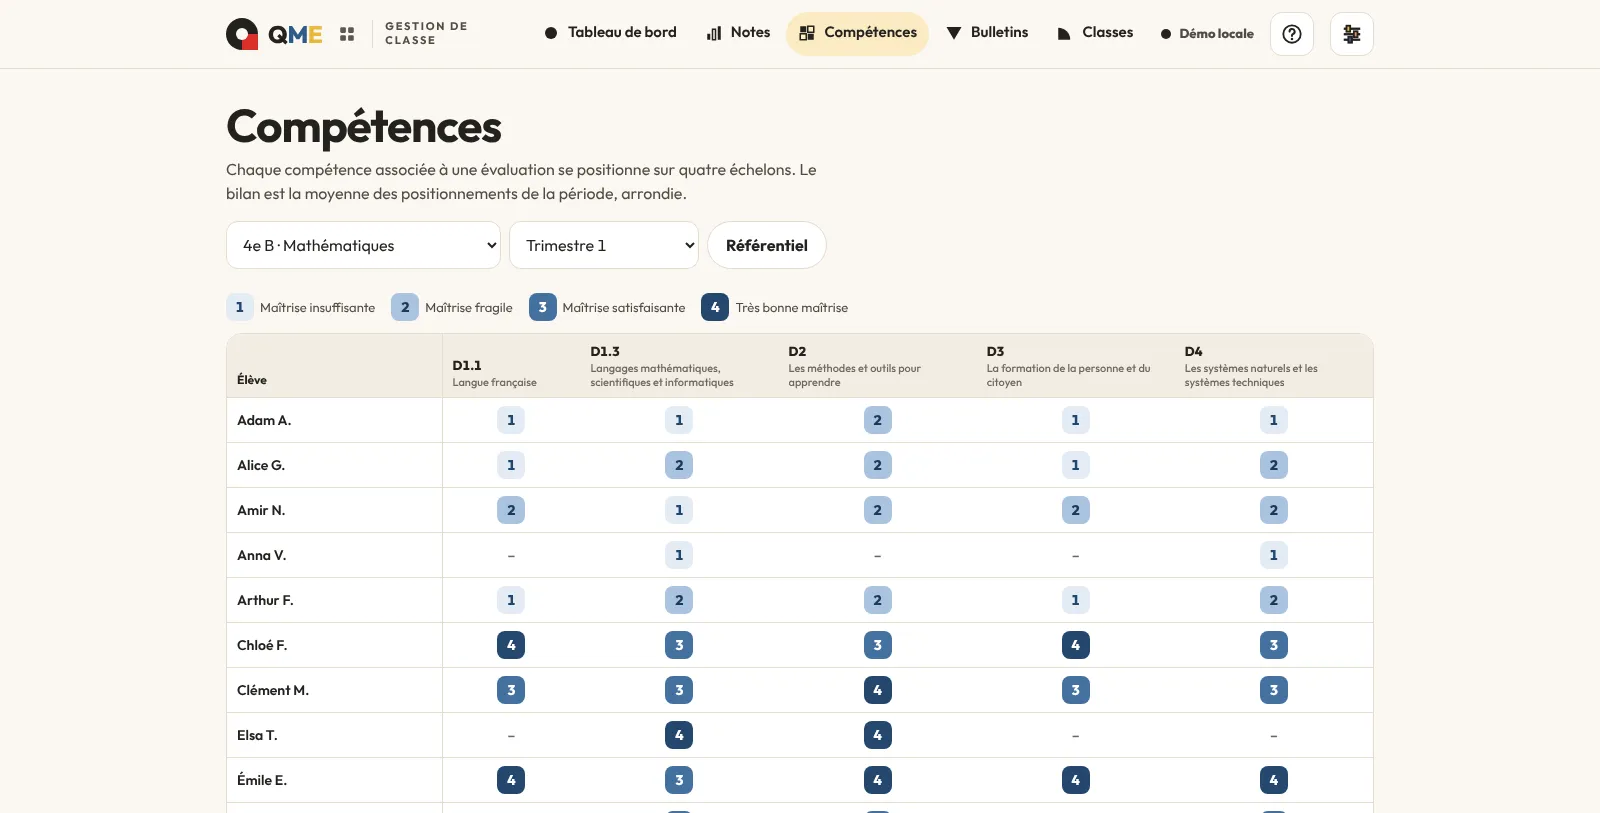 QME
GESTION DE
CLASSE
Tableau de bord
Notes
Compétences
Bulletins
Classes
Démo locale
Compétences
Chaque compétence associée à une évaluation se positionne sur quatre échelons. Le
bilan est la moyenne des positionnements de la période, arrondie.
4e B · Mathématiques
Trimestre 1
Référentiel
1 Maîtrise insuffisante 2 Maîtrise fragile 3 Maîtrise satisfaisante 4 Très bonne maîtrise
Élève
D1.1
Langue française
D1.3
Langages mathématiques,
scientifiques et informatiques
D2
Les méthodes et outils pour
apprendre
D3
La formation de la personne et du
citoyen
D4
Les systèmes naturels et les
systèmes techniques
Adam A. 1 1 2 1 1
Alice G. 1 2 2 1 2
Amir N. 2 1 2 2 2
Anna V. – 1 – – 1
Arthur F. 1 2 2 1 2
Chloé F. 4 3 3 4 3
Clément M. 3 3 4 3 3
Elsa T. – 4 4 – –
Émile E. 4 3 4 4 4